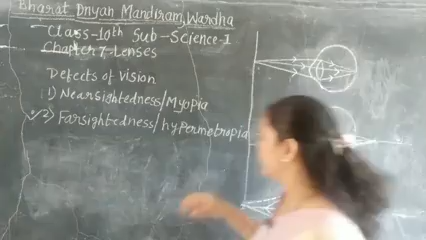 Bharat Dnyan Mandiram, Wardha
Class-10th Sub-Science-1
Chapter 7-Lenses
Defects of Vision
1) Nearsightedness/Myopia
2) Farsightedness/hypermetropia